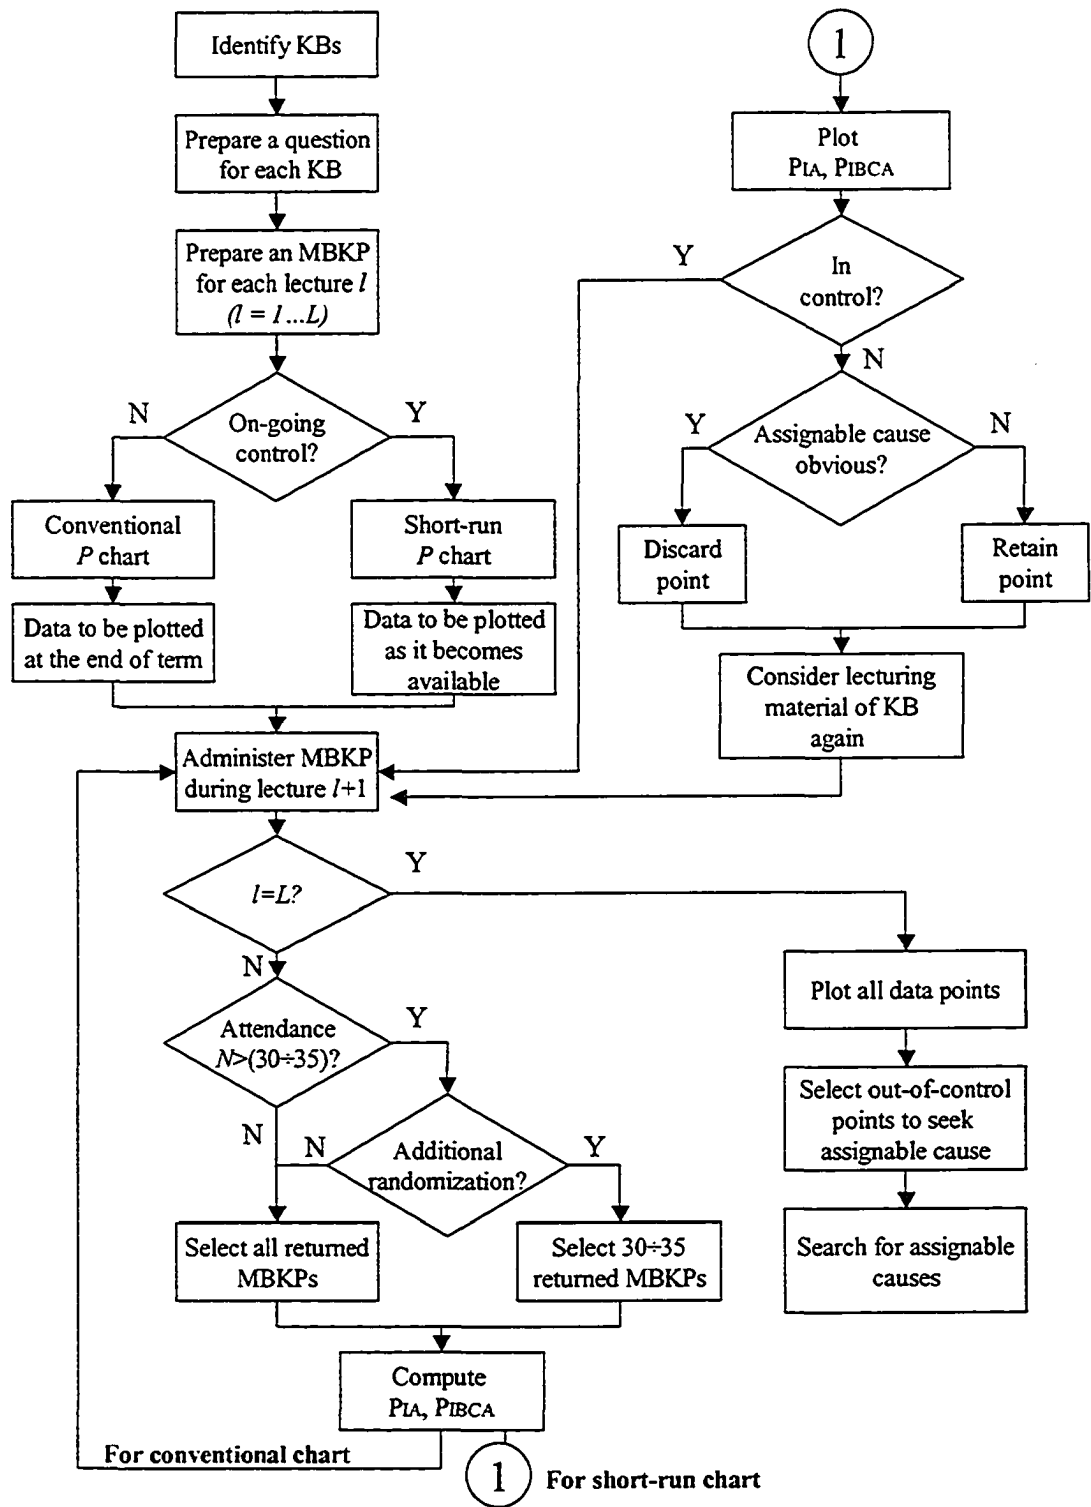 Identify KBs
Prepare a question
for each KB
Prepare an MBKP
for each lecture l
(l = 1...L)
N
On-going
control?
Y
Conventional
P chart
Short-run
P chart
Data to be plotted
at the end of term
Data to be plotted
as it becomes
available
Administer MBKP
during lecture l+1
l=L?
Y
N
Attendance
N>(30÷35)?
Y
N
N
Additional
randomization?
Y
Select all returned
MBKPs
Select 30÷35
returned MBKPs
Compute
PIA, PIBCA
For conventional chart
1
For short-run chart
1
Plot
PIA, PIBCA
Y
In
control?
N
Y
Assignable cause
obvious?
N
Discard
point
Retain
point
Consider lecturing
material of KB
again
Plot all data points
Select out-of-control
points to seek
assignable cause
Search for assignable
causes